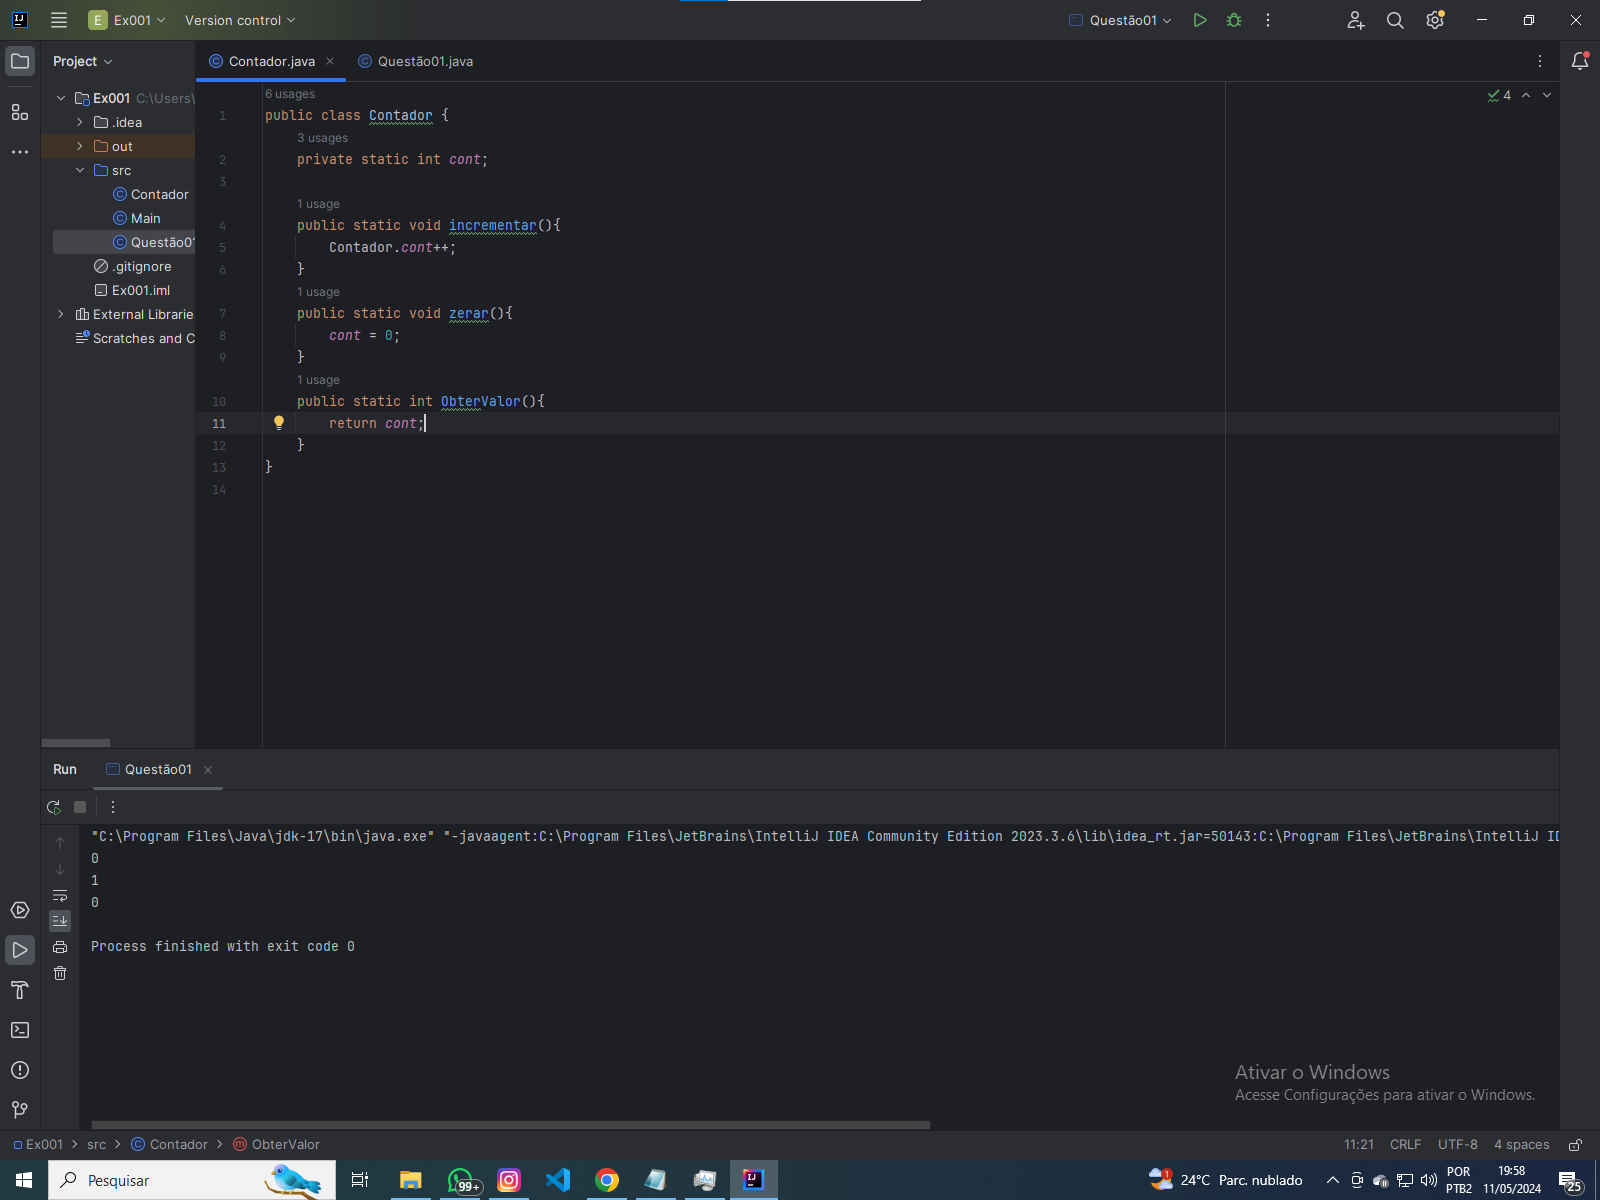 Ex001
Version control
Questão01
Project
Contador.java
Questão01.java
Ex001 C:\Users\
.idea
out
src
Contador
Main
Questão01
.gitignore
Ex001.iml
External Librarie
Scratches and C
4
6 usages
1 public class Contador {
3 usages
2 private static int cont;
3
1 usage
4 public static void incrementar(){
5 Contador.cont++;
6 }
1 usage
7 public static void zerar(){
8 cont = 0;
9 }
1 usage
10 public static int ObterValor(){
11 return cont;
12 }
13 }
14
Run
Questão01
"C:\Program Files\Java\jdk-17\bin\java.exe" "-javaagent:C:\Program Files\JetBrains\IntelliJ IDEA Community Edition 2023.3.6\lib\idea_rt.jar=50143:C:\Program Files\JetBrains\IntelliJ ID
0
1
0
Process finished with exit code 0
Ativar o Windows
Acesse Configurações para ativar o Windows.
Ex001 > src > Contador > ObterValor
11:21 CRLF UTF-8 4 spaces
Pesquisar
99+
1
24°C Parc. nublado
POR
PTB2
19:58
11/05/2024
25